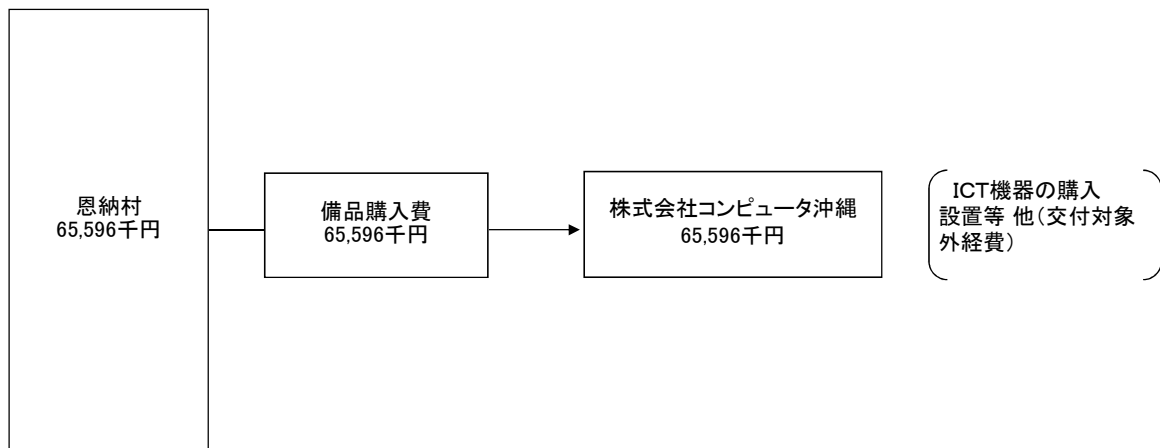 恩納村
65,596千円
備品購入費
65,596千円
株式会社コンピュータ沖縄
65,596千円
ICT機器の購入
設置等 他（交付対象
外経費）